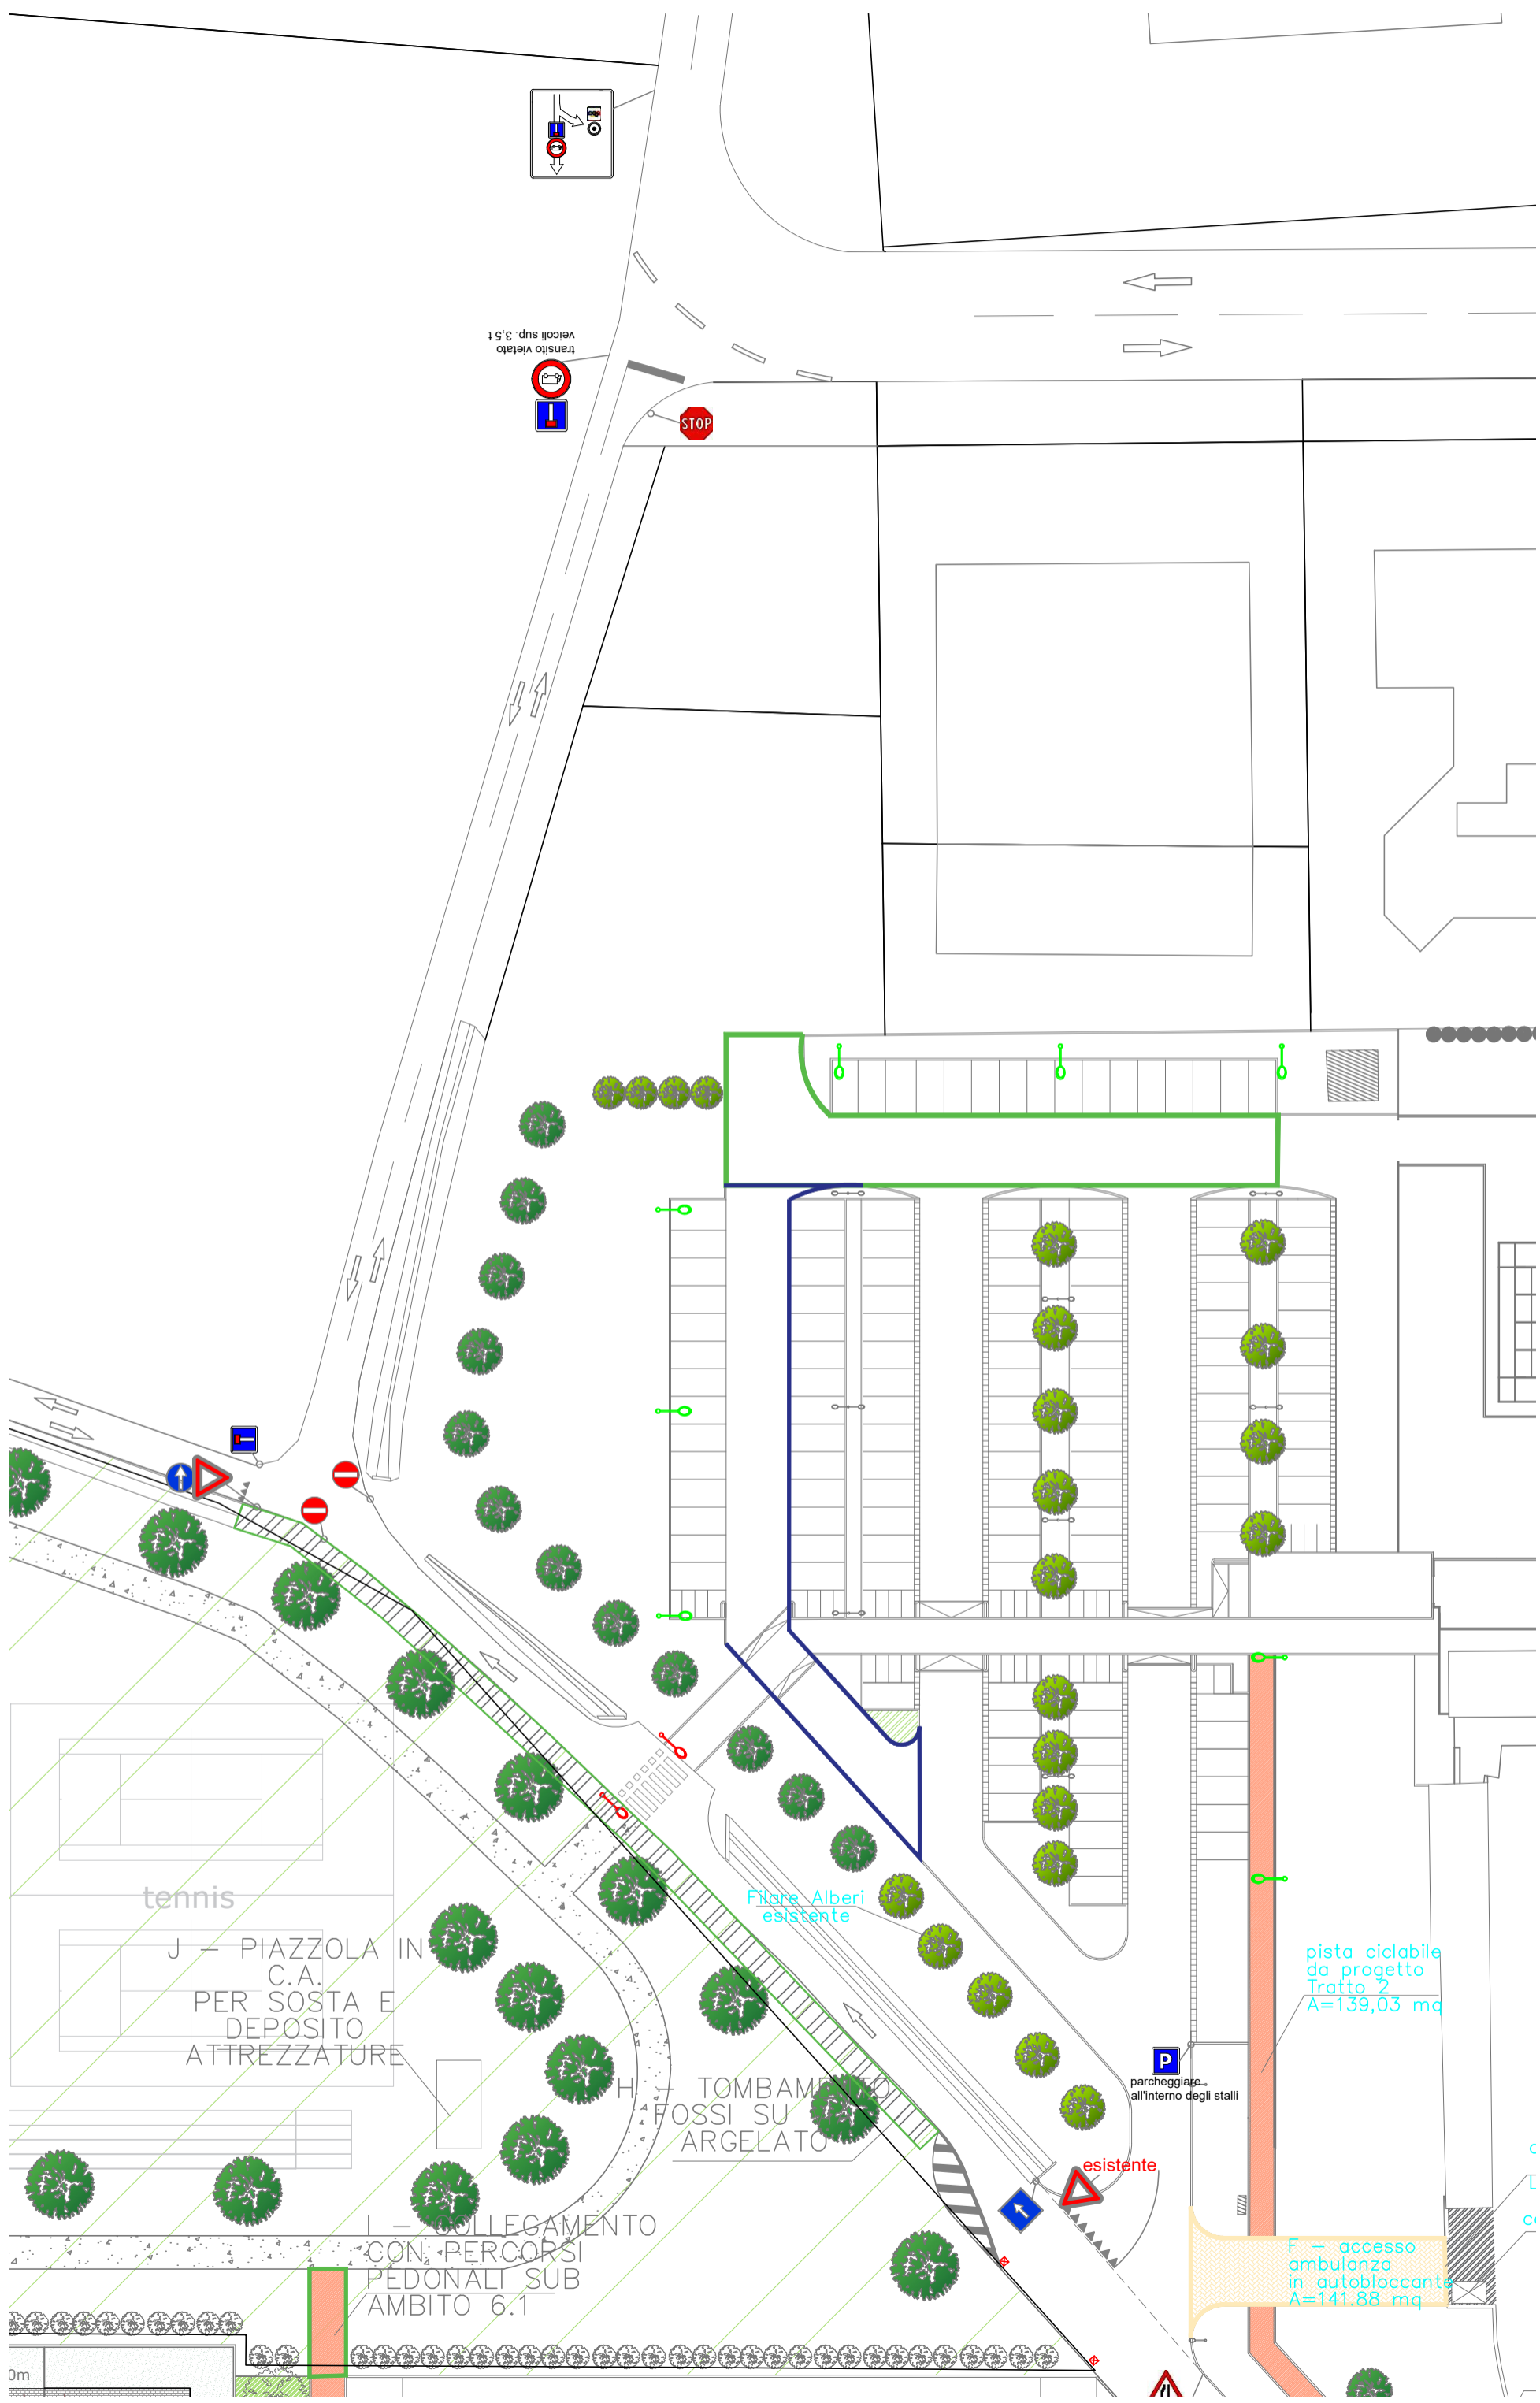 transito vietato
veicoli sup. 3,5 t
STOP
tennis
J – PIAZZOLA IN
C.A.
PER SOSTA E
DEPOSITO
ATTREZZATURE
Filare Alberi
esistente
pista ciclabile
da progetto
Tratto 2
A=139,03 mq
P
parcheggiare
all'interno degli stalli
H – TOMBAMENTO
FOSSI SU
ARGELATO
esistente
I – COLLEGAMENTO
CON PERCORSI
PEDONALI SUB
AMBITO 6.1
F – accesso
ambulanza
in autobloccante
A=141.88 mq
0m